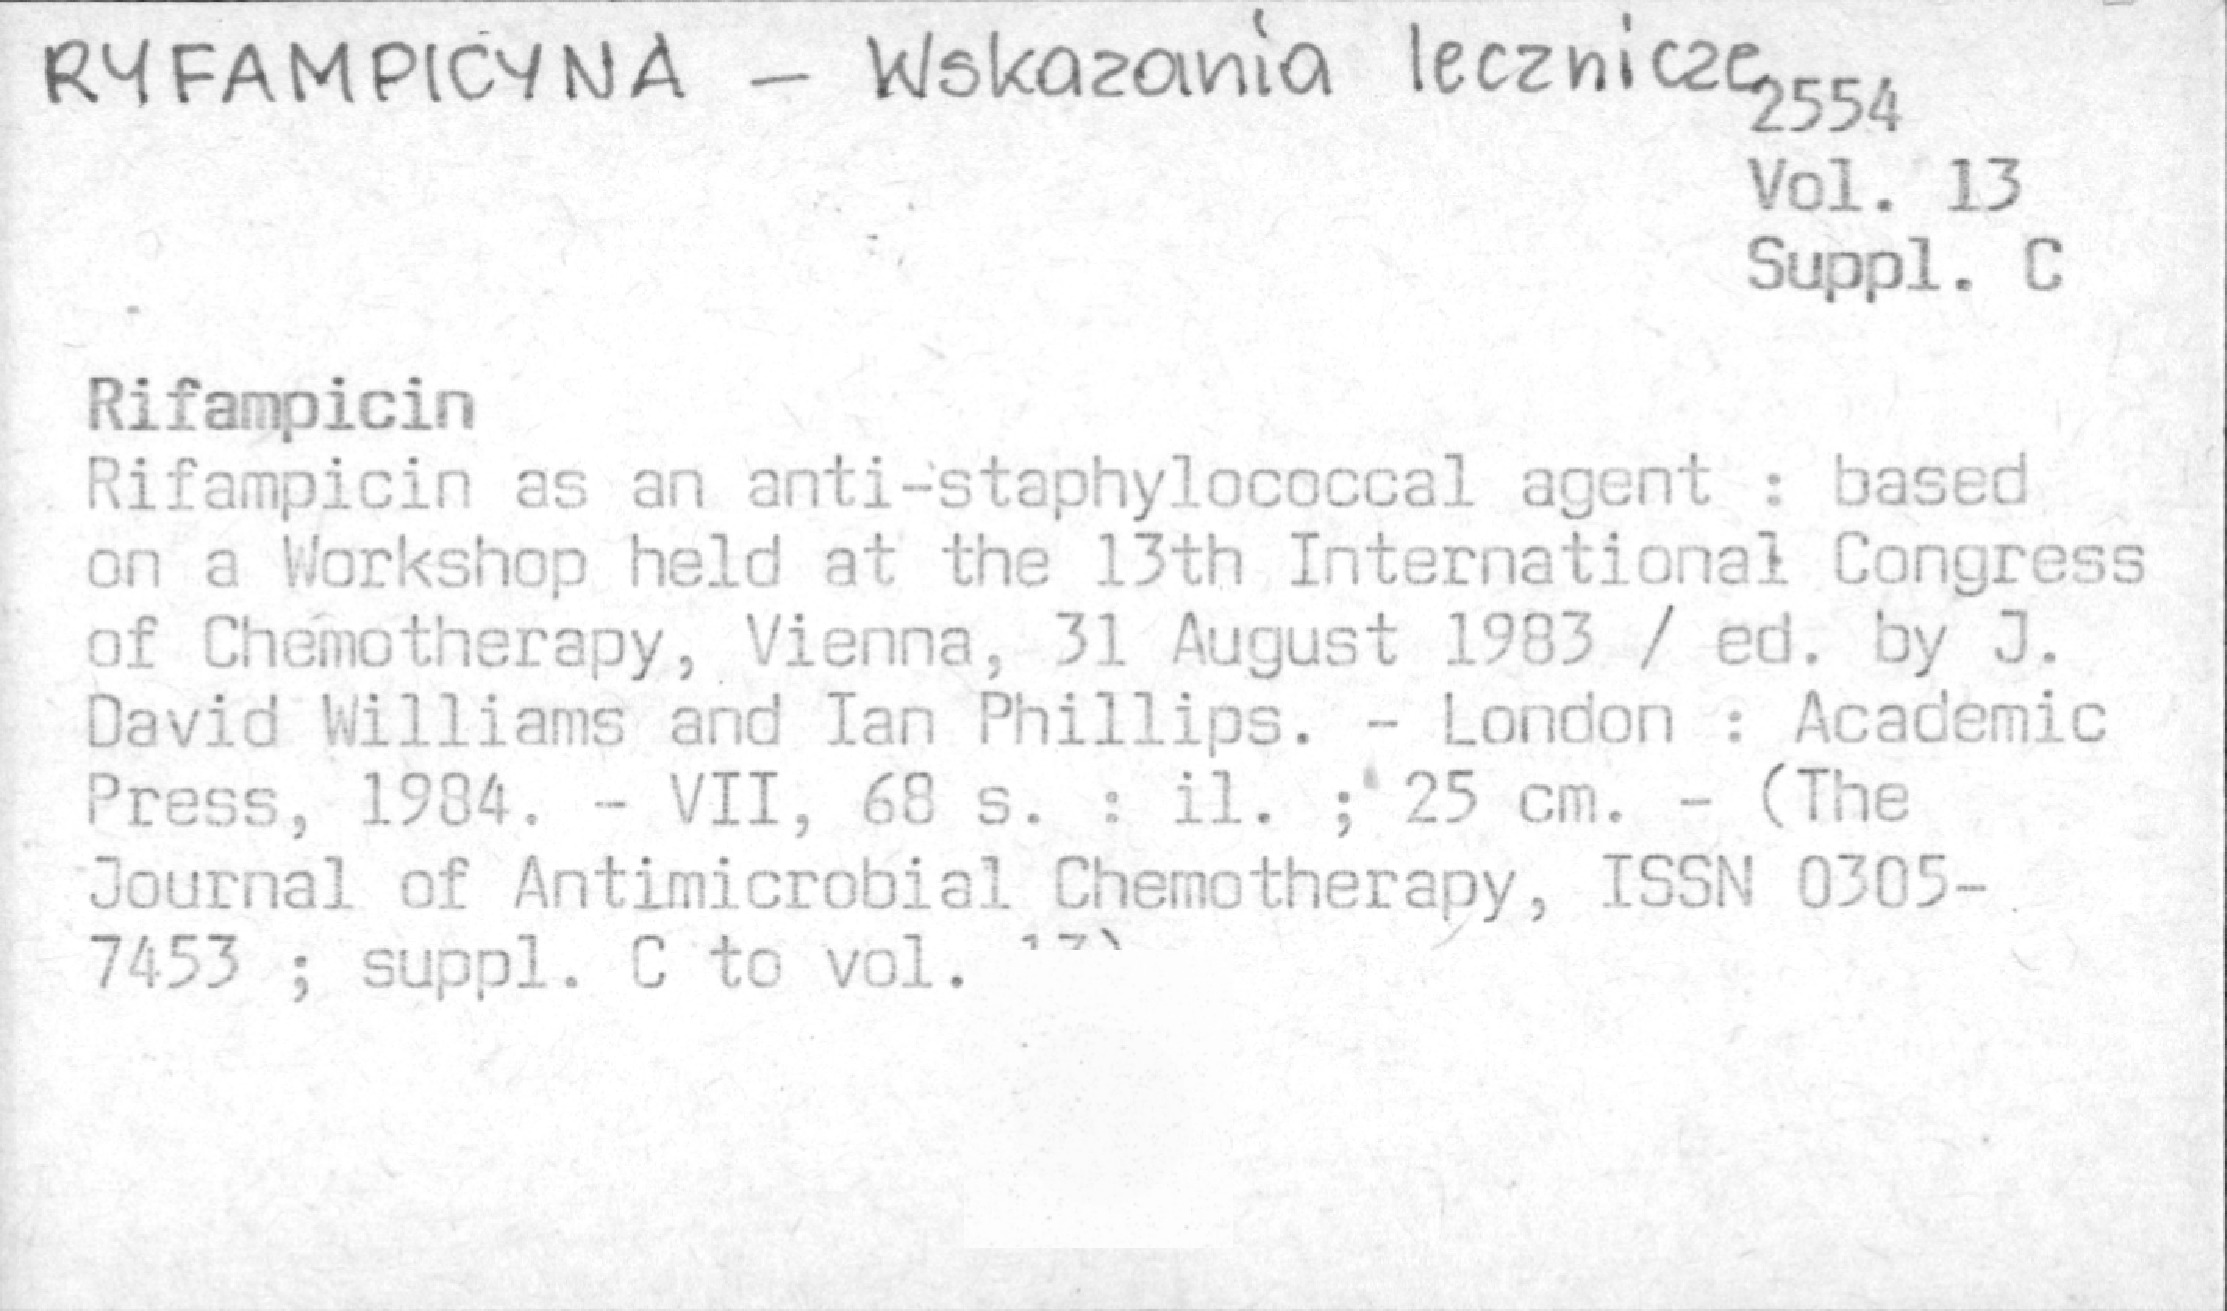 RYFAMPICYNA – Wskazania lecznicze
2554
Vol. 13
Suppl. C
Rifampicin
Rifampicin as an anti-staphylococcal agent : based
on a Workshop held at the 13th International Congress
of Chemotherapy, Vienna, 31 August 1983 / ed. by J.
David Williams and Ian Phillips. - London : Academic
Press, 1984. - VII, 68 s. : il. ; 25 cm. - (The
Journal of Antimicrobial Chemotherapy, ISSN 0305-
7453 ; suppl. C to vol.